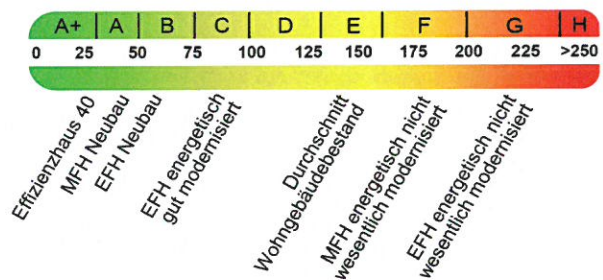 A+ A B C D E F G H
0 25 50 75 100 125 150 175 200 225 >250
Effizienzhaus 40
MFH Neubau
EFH Neubau
EFH energetisch
gut modernisiert
Durchschnitt
Wohngebäudebestand
MFH energetisch nicht
wesentlich modernisiert
EFH energetisch nicht
wesentlich modernisiert